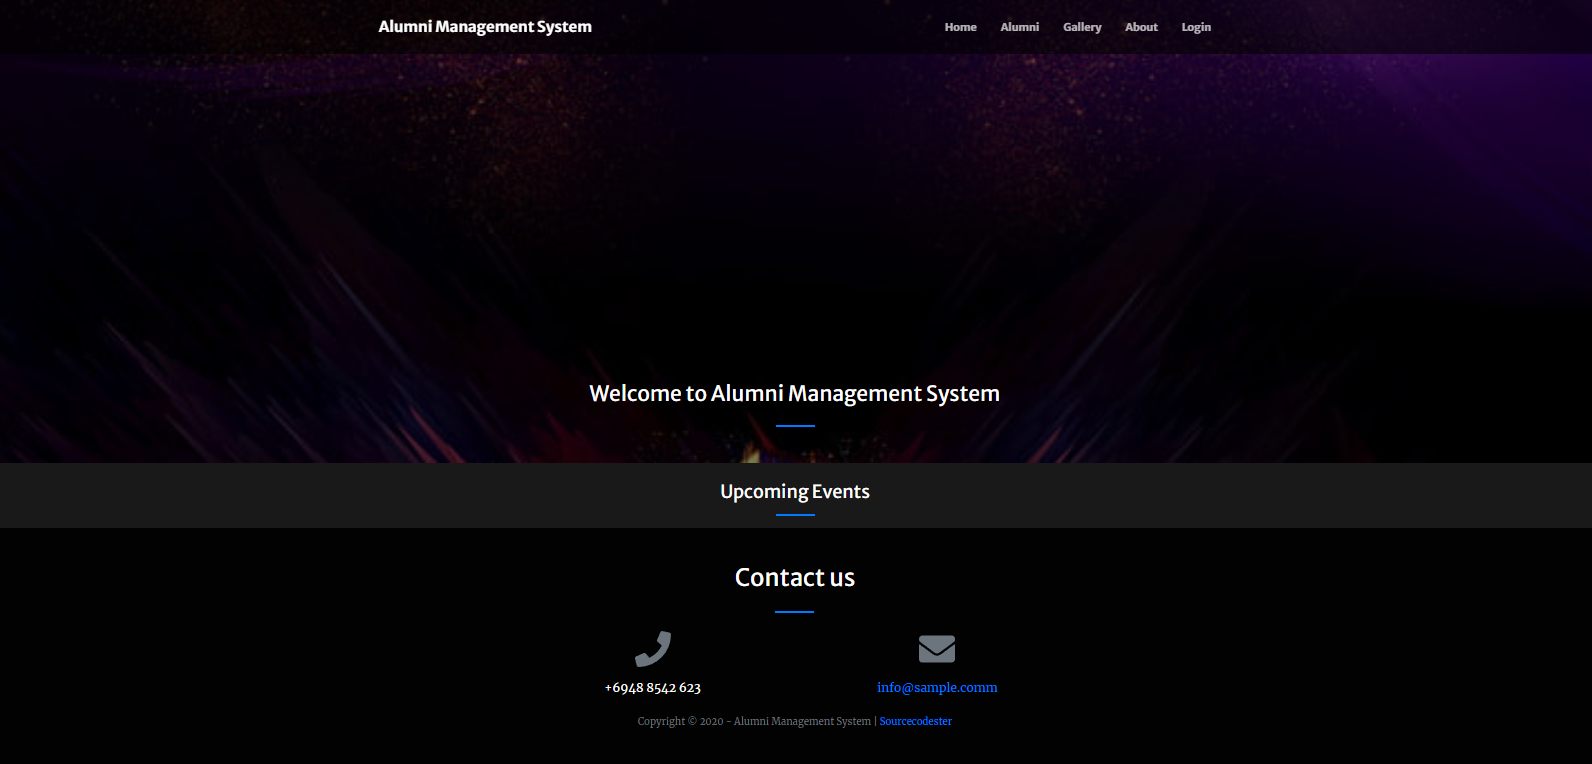 Alumni Management System
Home Alumni Gallery About Login
Welcome to Alumni Management System
Upcoming Events
Contact us
+6948 8542 623
info@sample.comm
Copyright © 2020 - Alumni Management System | Sourcecodester